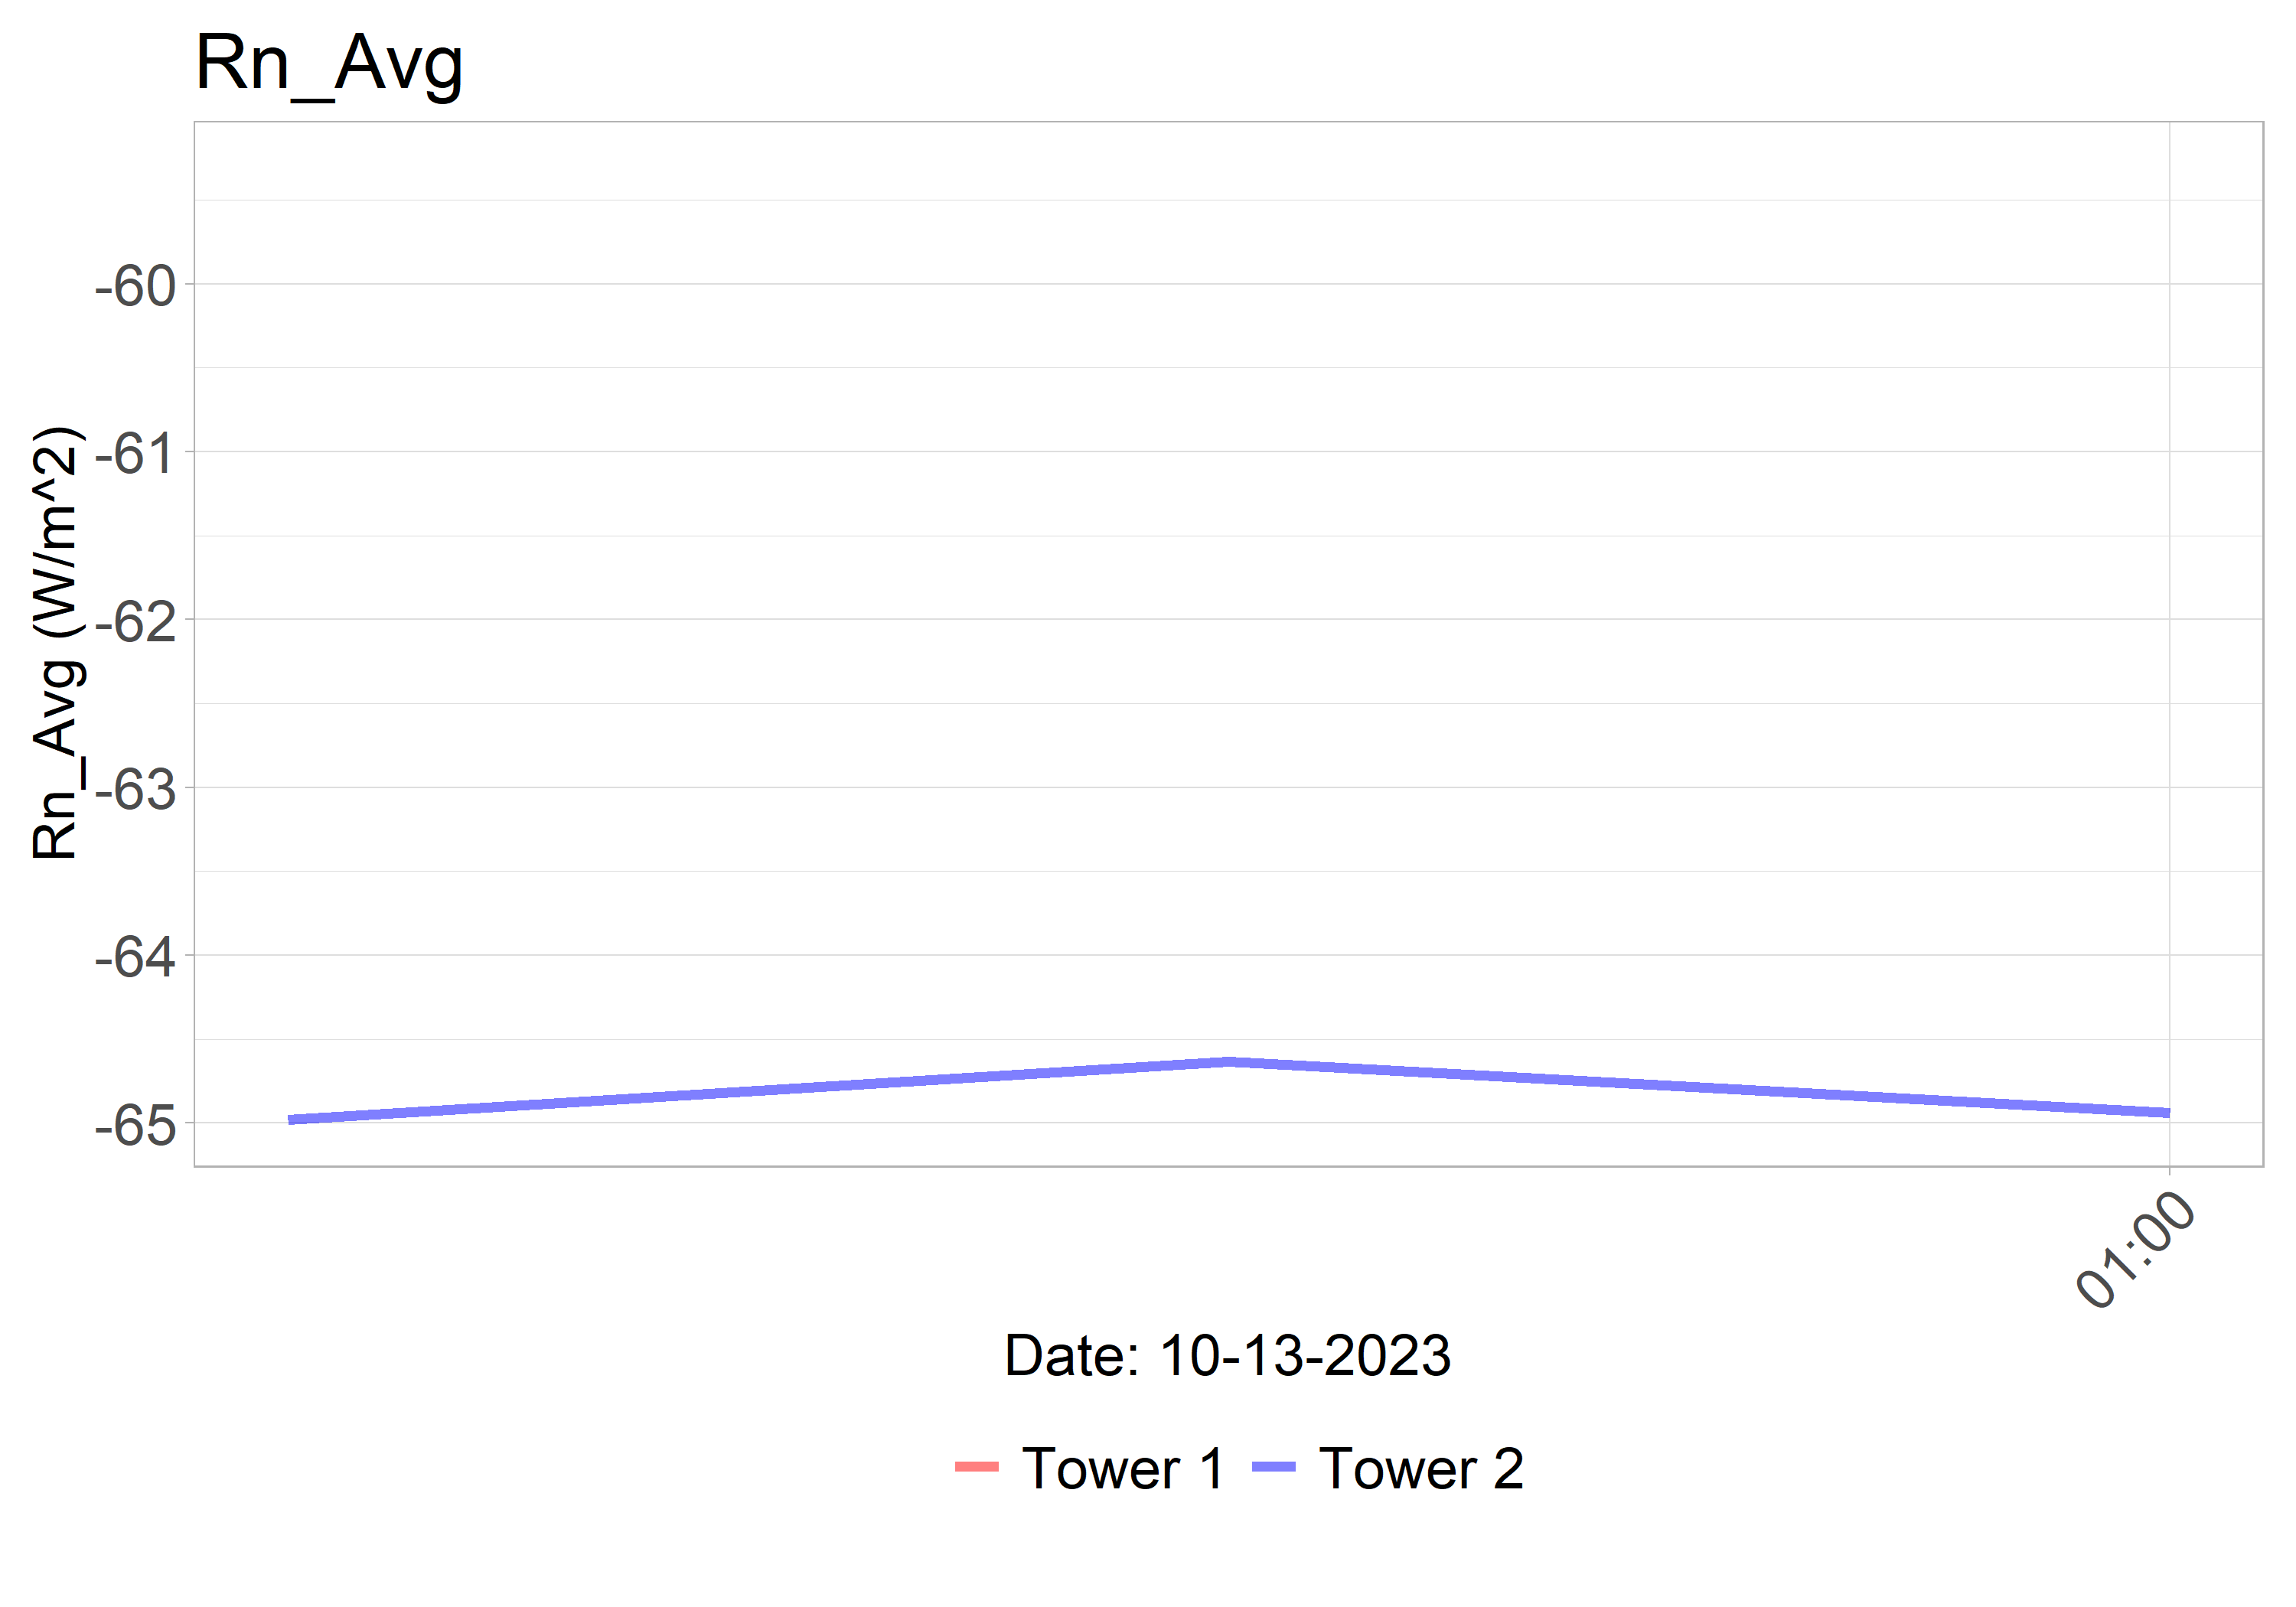 Rn_Avg
Rn_Avg (W/m^2)
-60
-61
-62
-63
-64
-65
01:00
Date: 10-13-2023
Tower 1 Tower 2